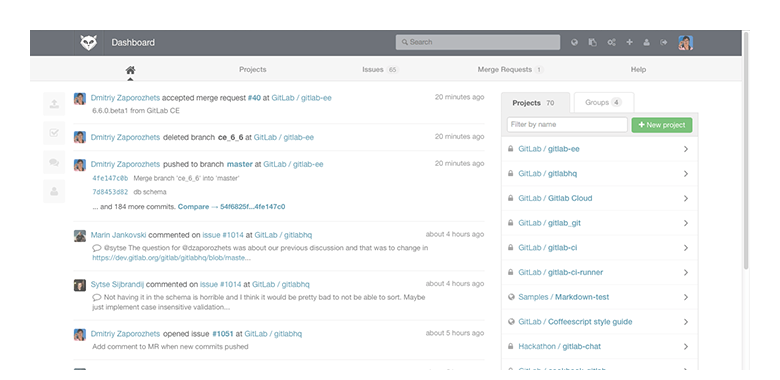 Dashboard
Search
Projects
Issues 65
Merge Requests 1
Help
Dmitriy Zaporozhets accepted merge request #40 at GitLab / gitlab-ee
20 minutes ago
6.6.0.beta1 from GitLab CE
Dmitriy Zaporozhets deleted branch ce_6_6 at GitLab / gitlab-ee
20 minutes ago
Dmitriy Zaporozhets pushed to branch master at GitLab / gitlab-ee
20 minutes ago
4fe147c0b Merge branch 'ce_6_6' into 'master'
7d8453d82 db schema
... and 184 more commits. Compare → 54f6825f...4fe147c0
Marin Jankovski commented on issue #1014 at GitLab / gitlabhq
about 4 hours ago
@sytse The question for @dzaporozhets was about our previous discussion and that was to change in
https://dev.gitlab.org/gitlab/gitlabhq/blob/maste...
Sytse Sijbrandij commented on issue #1014 at GitLab / gitlabhq
about 4 hours ago
Not having it in the schema is horrible and I think it would be pretty bad to not be able to sort. Maybe
just implement case insensitive validation...
Dmitriy Zaporozhets opened issue #1051 at GitLab / gitlabhq
about 5 hours ago
Add comment to MR when new commits pushed
Projects 70
Groups 4
Filter by name
+ New project
GitLab / gitlab-ee
GitLab / gitlabhq
GitLab / Gitlab Cloud
GitLab / gitlab_git
GitLab / gitlab-ci
GitLab / gitlab-ci-runner
Samples / Markdown-test
GitLab / Coffeescript style guide
Hackathon / gitlab-chat